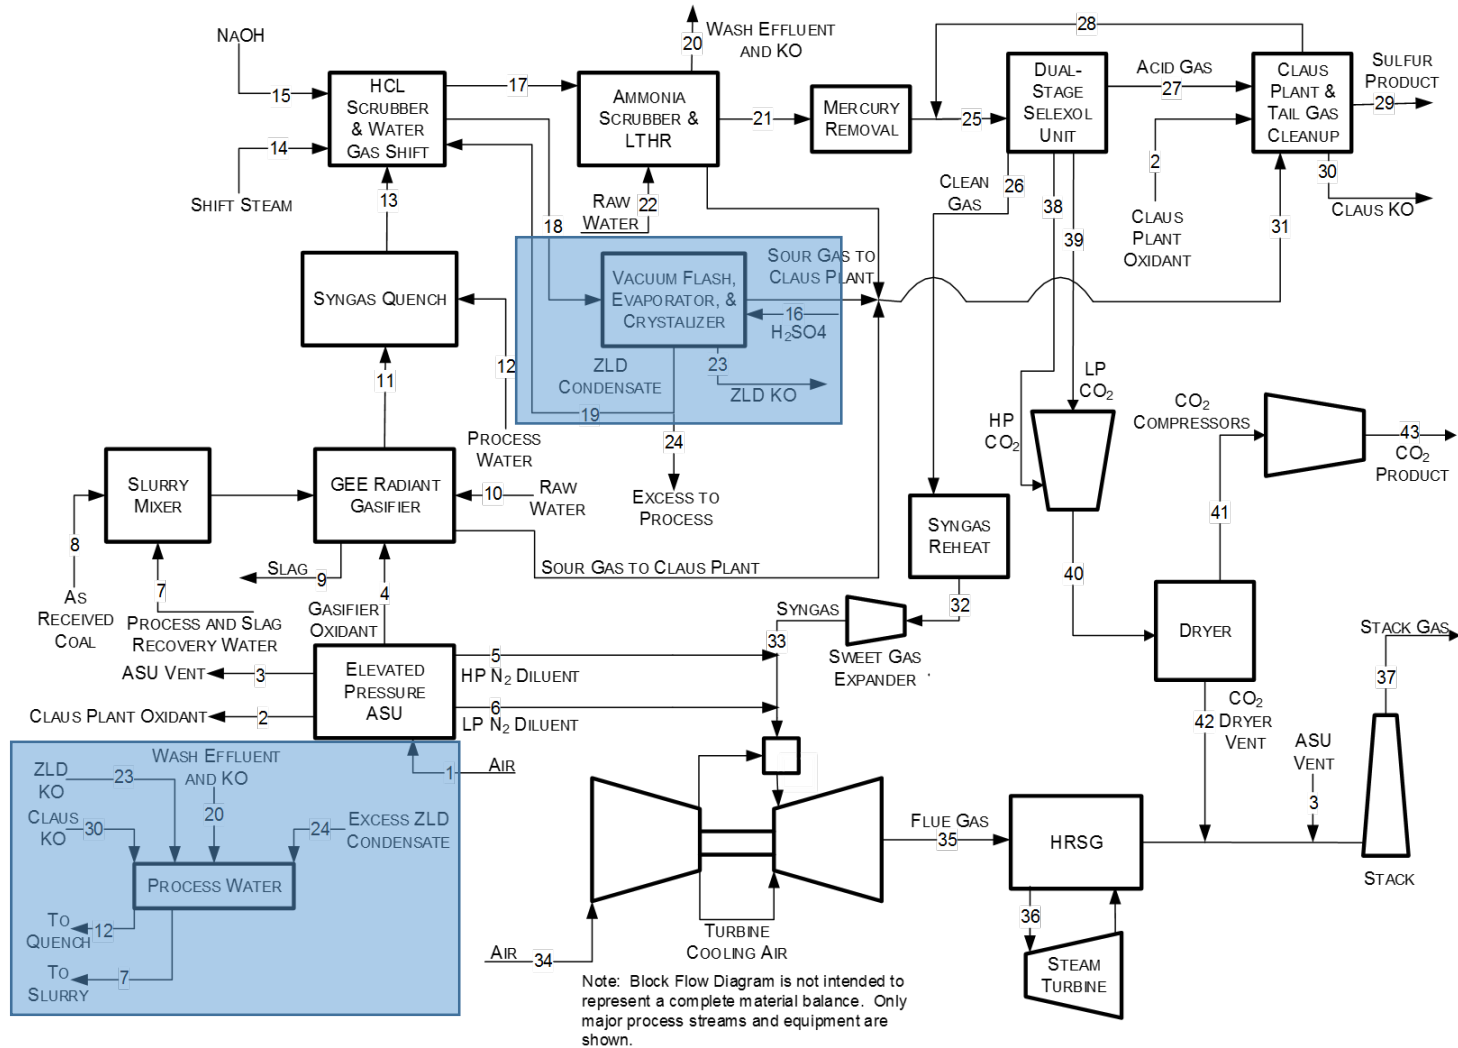 NAOH
15
14
SHIFT STEAM
HCL
SCRUBBER
& WATER
GAS SHIFT
17
13
18
20
WASH EFFLUENT
AND KO
AMMONIA
SCRUBBER &
LTHR
RAW
WATER
22
21
MERCURY
REMOVAL
25
28
DUAL-
STAGE
SELEXOL
UNIT
ACID GAS
27
CLAUS
PLANT &
TAIL GAS
CLEANUP
SULFUR
PRODUCT
29
30
CLAUS KO
31
2
CLAUS
PLANT
OXIDANT
CLEAN
GAS
26
38
39
SYNGAS QUENCH
12
PROCESS
WATER
11
VACUUM FLASH,
EVAPORATOR, &
CRYSTALIZER
SOUR GAS TO
CLAUS PLANT
16
H2SO4
ZLD
CONDENSATE
19
23
ZLD KO
24
EXCESS TO
PROCESS
SLURRY
MIXER
8
AS
RECEIVED
COAL
7
PROCESS AND SLAG
RECOVERY WATER
GEE RADIANT
GASIFIER
10
RAW
WATER
SLAG
9
SOUR GAS TO CLAUS PLANT
4
GASIFIER
OXIDANT
HP
CO2
LP
CO2
CO2
COMPRESSORS
43
CO2
PRODUCT
41
40
SYNGAS
REHEAT
32
SYNGAS
33
SWEET GAS
EXPANDER
DRYER
42
CO2
DRYER
VENT
STACK GAS
37
ASU
VENT
3
STACK
ASU VENT
3
CLAUS PLANT OXIDANT
2
ELEVATED
PRESSURE
ASU
5
HP N2 DILUENT
6
LP N2 DILUENT
1
AIR
ZLD
KO
23
WASH EFFLUENT
AND KO
20
CLAUS
KO
30
24
EXCESS ZLD
CONDENSATE
PROCESS WATER
TO
QUENCH
12
TO
SLURRY
7
AIR
34
TURBINE
COOLING AIR
FLUE GAS
35
HRSG
36
STEAM
TURBINE
Note: Block Flow Diagram is not intended to
represent a complete material balance. Only
major process streams and equipment are
shown.